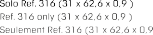 Solo Ref. 316 (31 x 62,6 x 0,9 )
Ref. 316 only (31 x 62,6 x 0,9 )
Seulement Ref. 316 (31 x 62,6 x 0,9 )